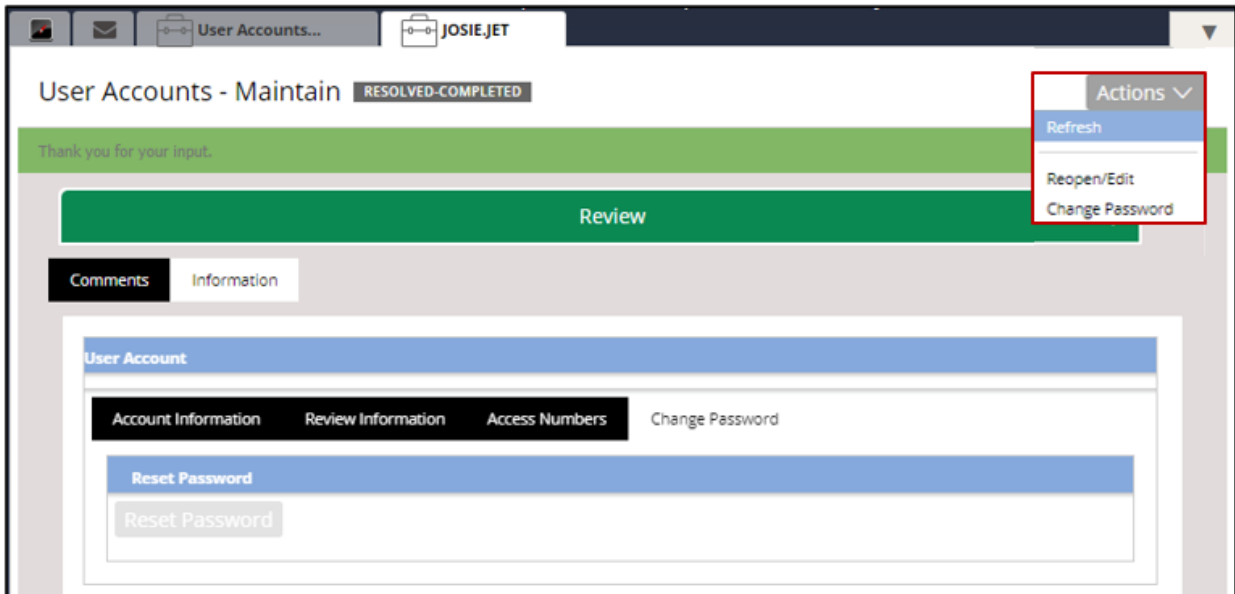 User Accounts...
JOSIE.JET
User Accounts - Maintain
RESOLVED-COMPLETED
Actions
Refresh
Thank you for your input.
Reopen/Edit
Change Password
Review
Comments
Information
User Account
Account Information
Review Information
Access Numbers
Change Password
Reset Password
Reset Password